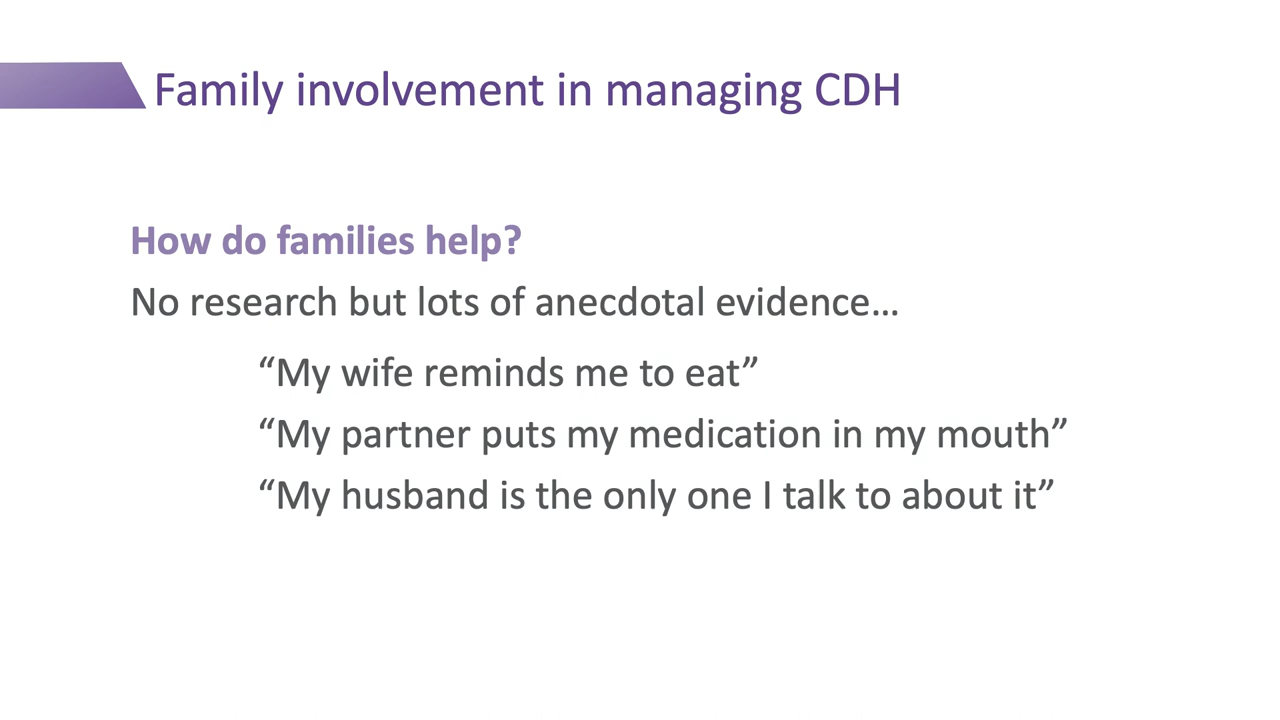 Family involvement in managing CDH
How do families help?
No research but lots of anecdotal evidence…
“My wife reminds me to eat”
“My partner puts my medication in my mouth”
“My husband is the only one I talk to about it”